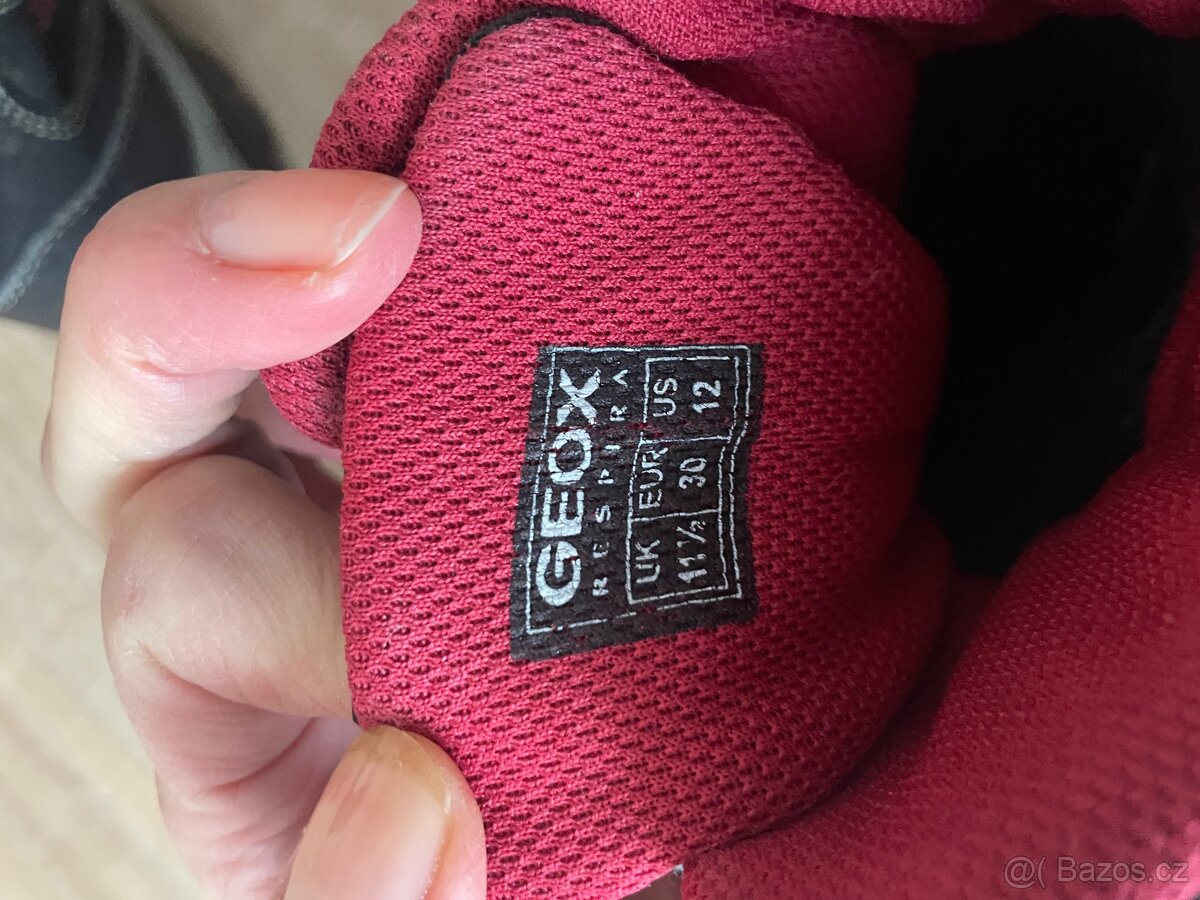 GEOX
RESPIRA
UK EUR US
11½ 30 12
@( Bazos.cz